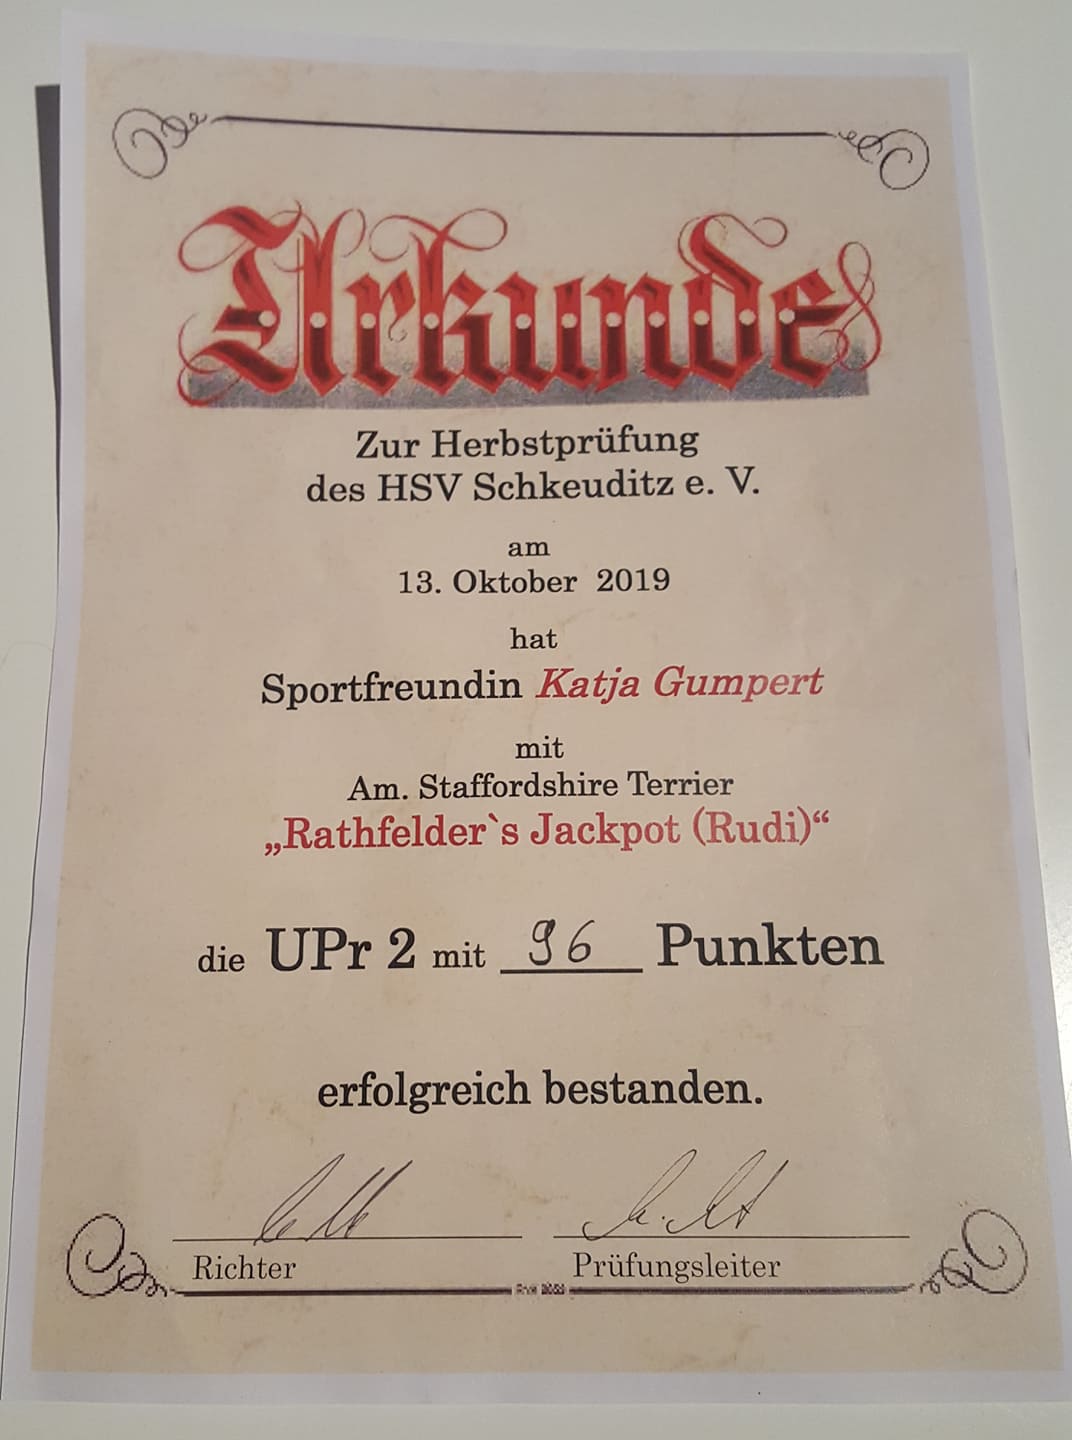 Urkunde
Zur Herbstprüfung
des HSV Schkeuditz e. V.
am
13. Oktober 2019
hat
Sportfreundin Katja Gumpert
mit
Am. Staffordshire Terrier
„Rathfelder`s Jackpot (Rudi)“
die UPr 2 mit 96 Punkten
erfolgreich bestanden.
Richter Prüfungsleiter